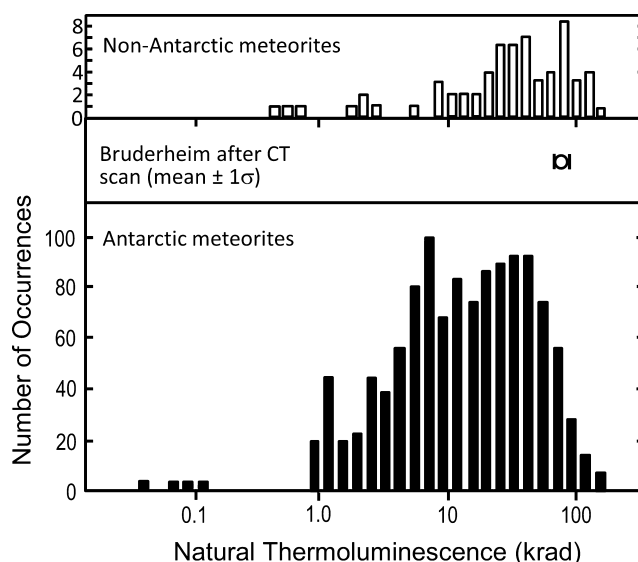 8
6
4
2
0
Non-Antarctic meteorites
Bruderheim after CT
scan (mean ± 1σ)
Antarctic meteorites
100
80
60
40
20
0
Number of Occurrences
0.1 1.0 10 100
Natural Thermoluminescence (krad)